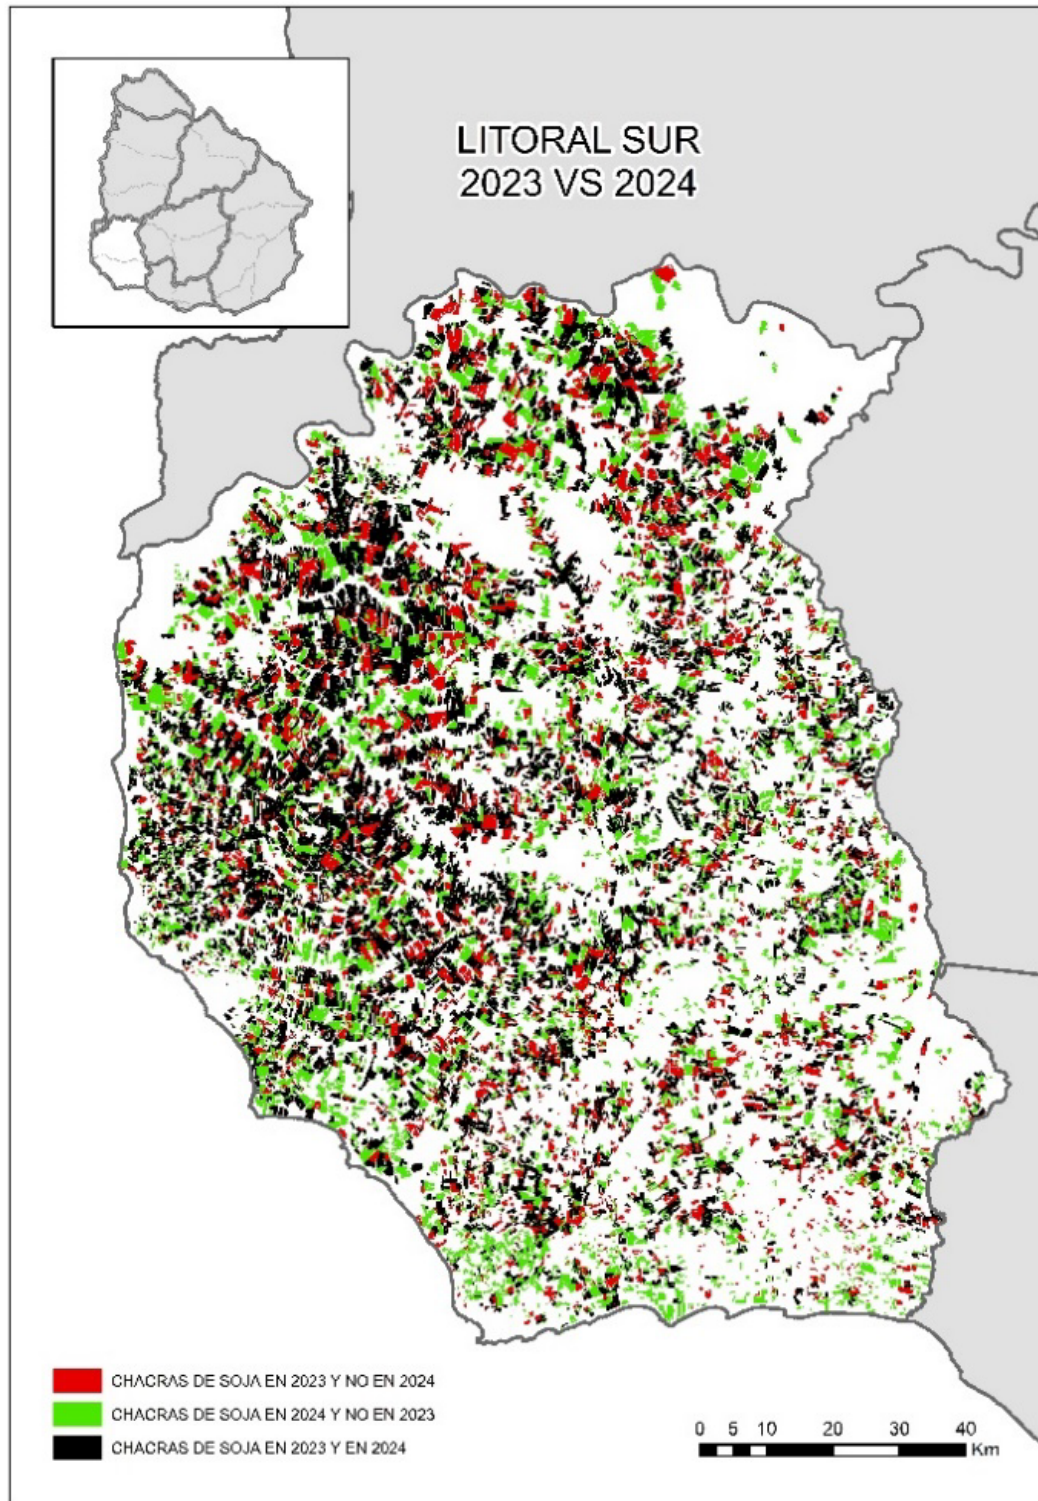 LITORAL SUR
2023 VS 2024
CHACRAS DE SOJA EN 2023 Y NO EN 2024
CHACRAS DE SOJA EN 2024 Y NO EN 2023
CHACRAS DE SOJA EN 2023 Y EN 2024
0 5 10 20 30 40
Km